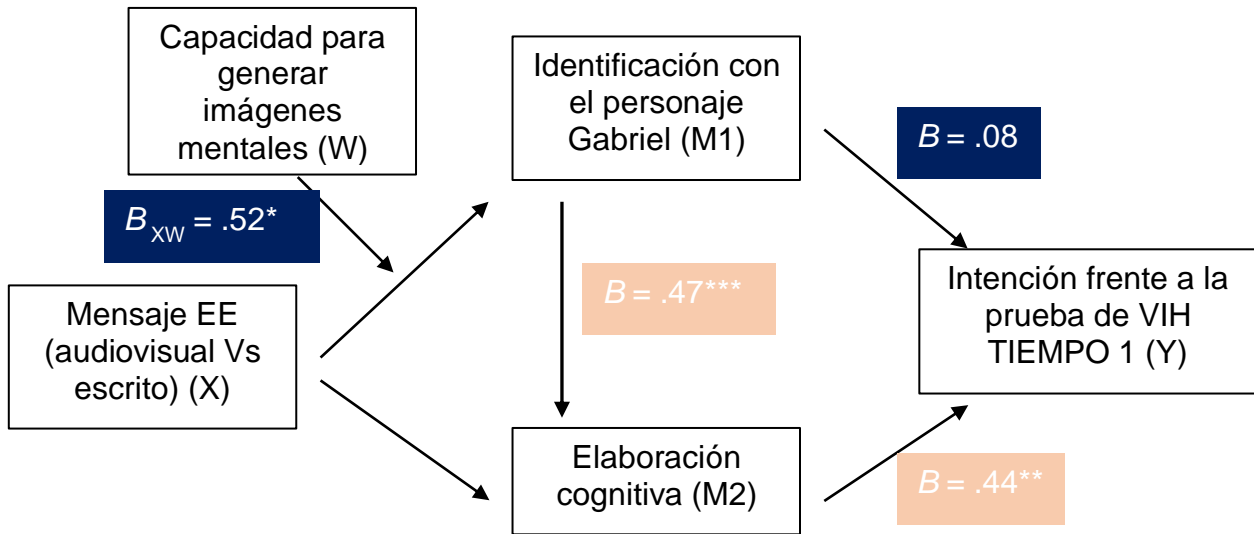 Capacidad para
generar
imágenes
mentales (W)
Identificación con
el personaje
Gabriel (M1)
B = .08
B XW = .52*
B = .47***
Mensaje EE
(audiovisual Vs
escrito) (X)
Intención frente a la
prueba de VIH
TIEMPO 1 (Y)
Elaboración
cognitiva (M2)
B = .44**